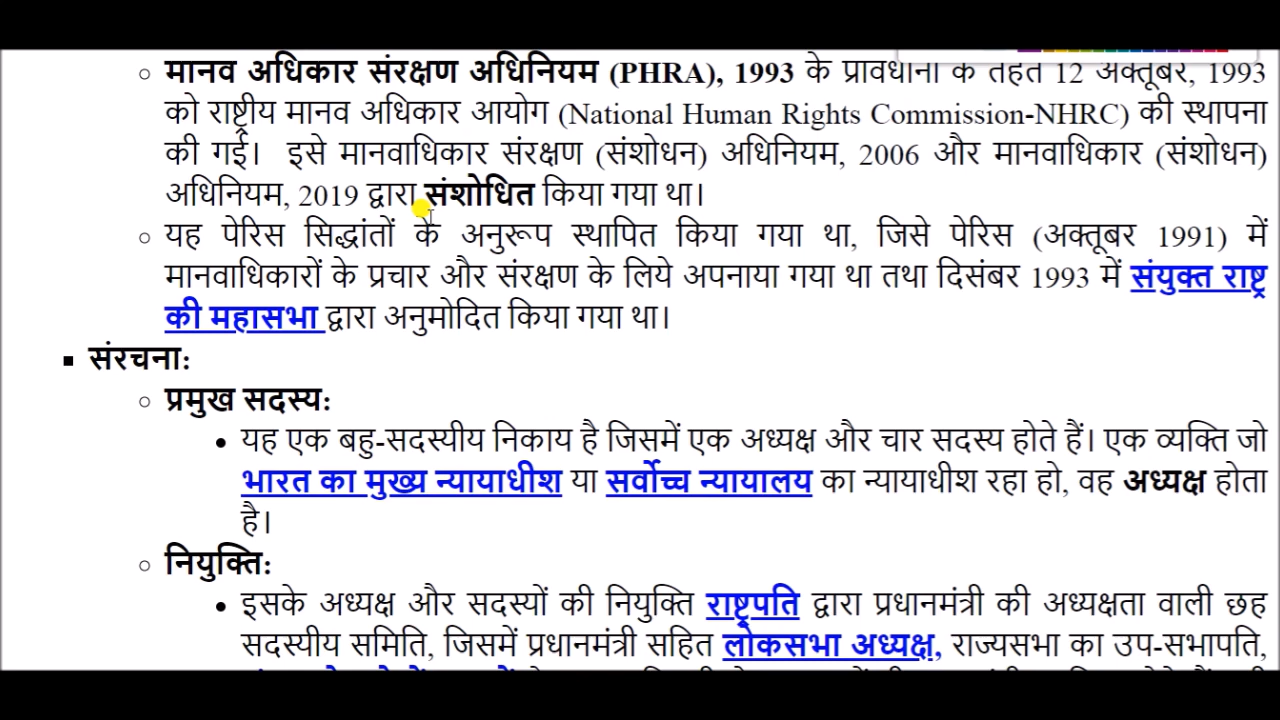 मानव अधिकार संरक्षण अधिनियम (PHRA), 1993 के प्रावधानों के तहत 12 अक्तूबर, 1993
को राष्ट्रीय मानव अधिकार आयोग (National Human Rights Commission-NHRC) की स्थापना
की गई। इसे मानवाधिकार संरक्षण (संशोधन) अधिनियम, 2006 और मानवाधिकार (संशोधन)
अधिनियम, 2019 द्वारा संशोधित किया गया था।
यह पेरिस सिद्धांतों के अनुरूप स्थापित किया गया था, जिसे पेरिस (अक्तूबर 1991) में
मानवाधिकारों के प्रचार और संरक्षण के लिये अपनाया गया था तथा दिसंबर 1993 में संयुक्त राष्ट्र
की महासभा द्वारा अनुमोदित किया गया था।
संरचना:
प्रमुख सदस्य:
यह एक बहु-सदस्यीय निकाय है जिसमें एक अध्यक्ष और चार सदस्य होते हैं। एक व्यक्ति जो
भारत का मुख्य न्यायाधीश या सर्वोच्च न्यायालय का न्यायाधीश रहा हो, वह अध्यक्ष होता
है।
नियुक्ति:
इसके अध्यक्ष और सदस्यों की नियुक्ति राष्ट्रपति द्वारा प्रधानमंत्री की अध्यक्षता वाली छह
सदस्यीय समिति, जिसमें प्रधानमंत्री सहित लोकसभा अध्यक्ष, राज्यसभा का उप-सभापति,